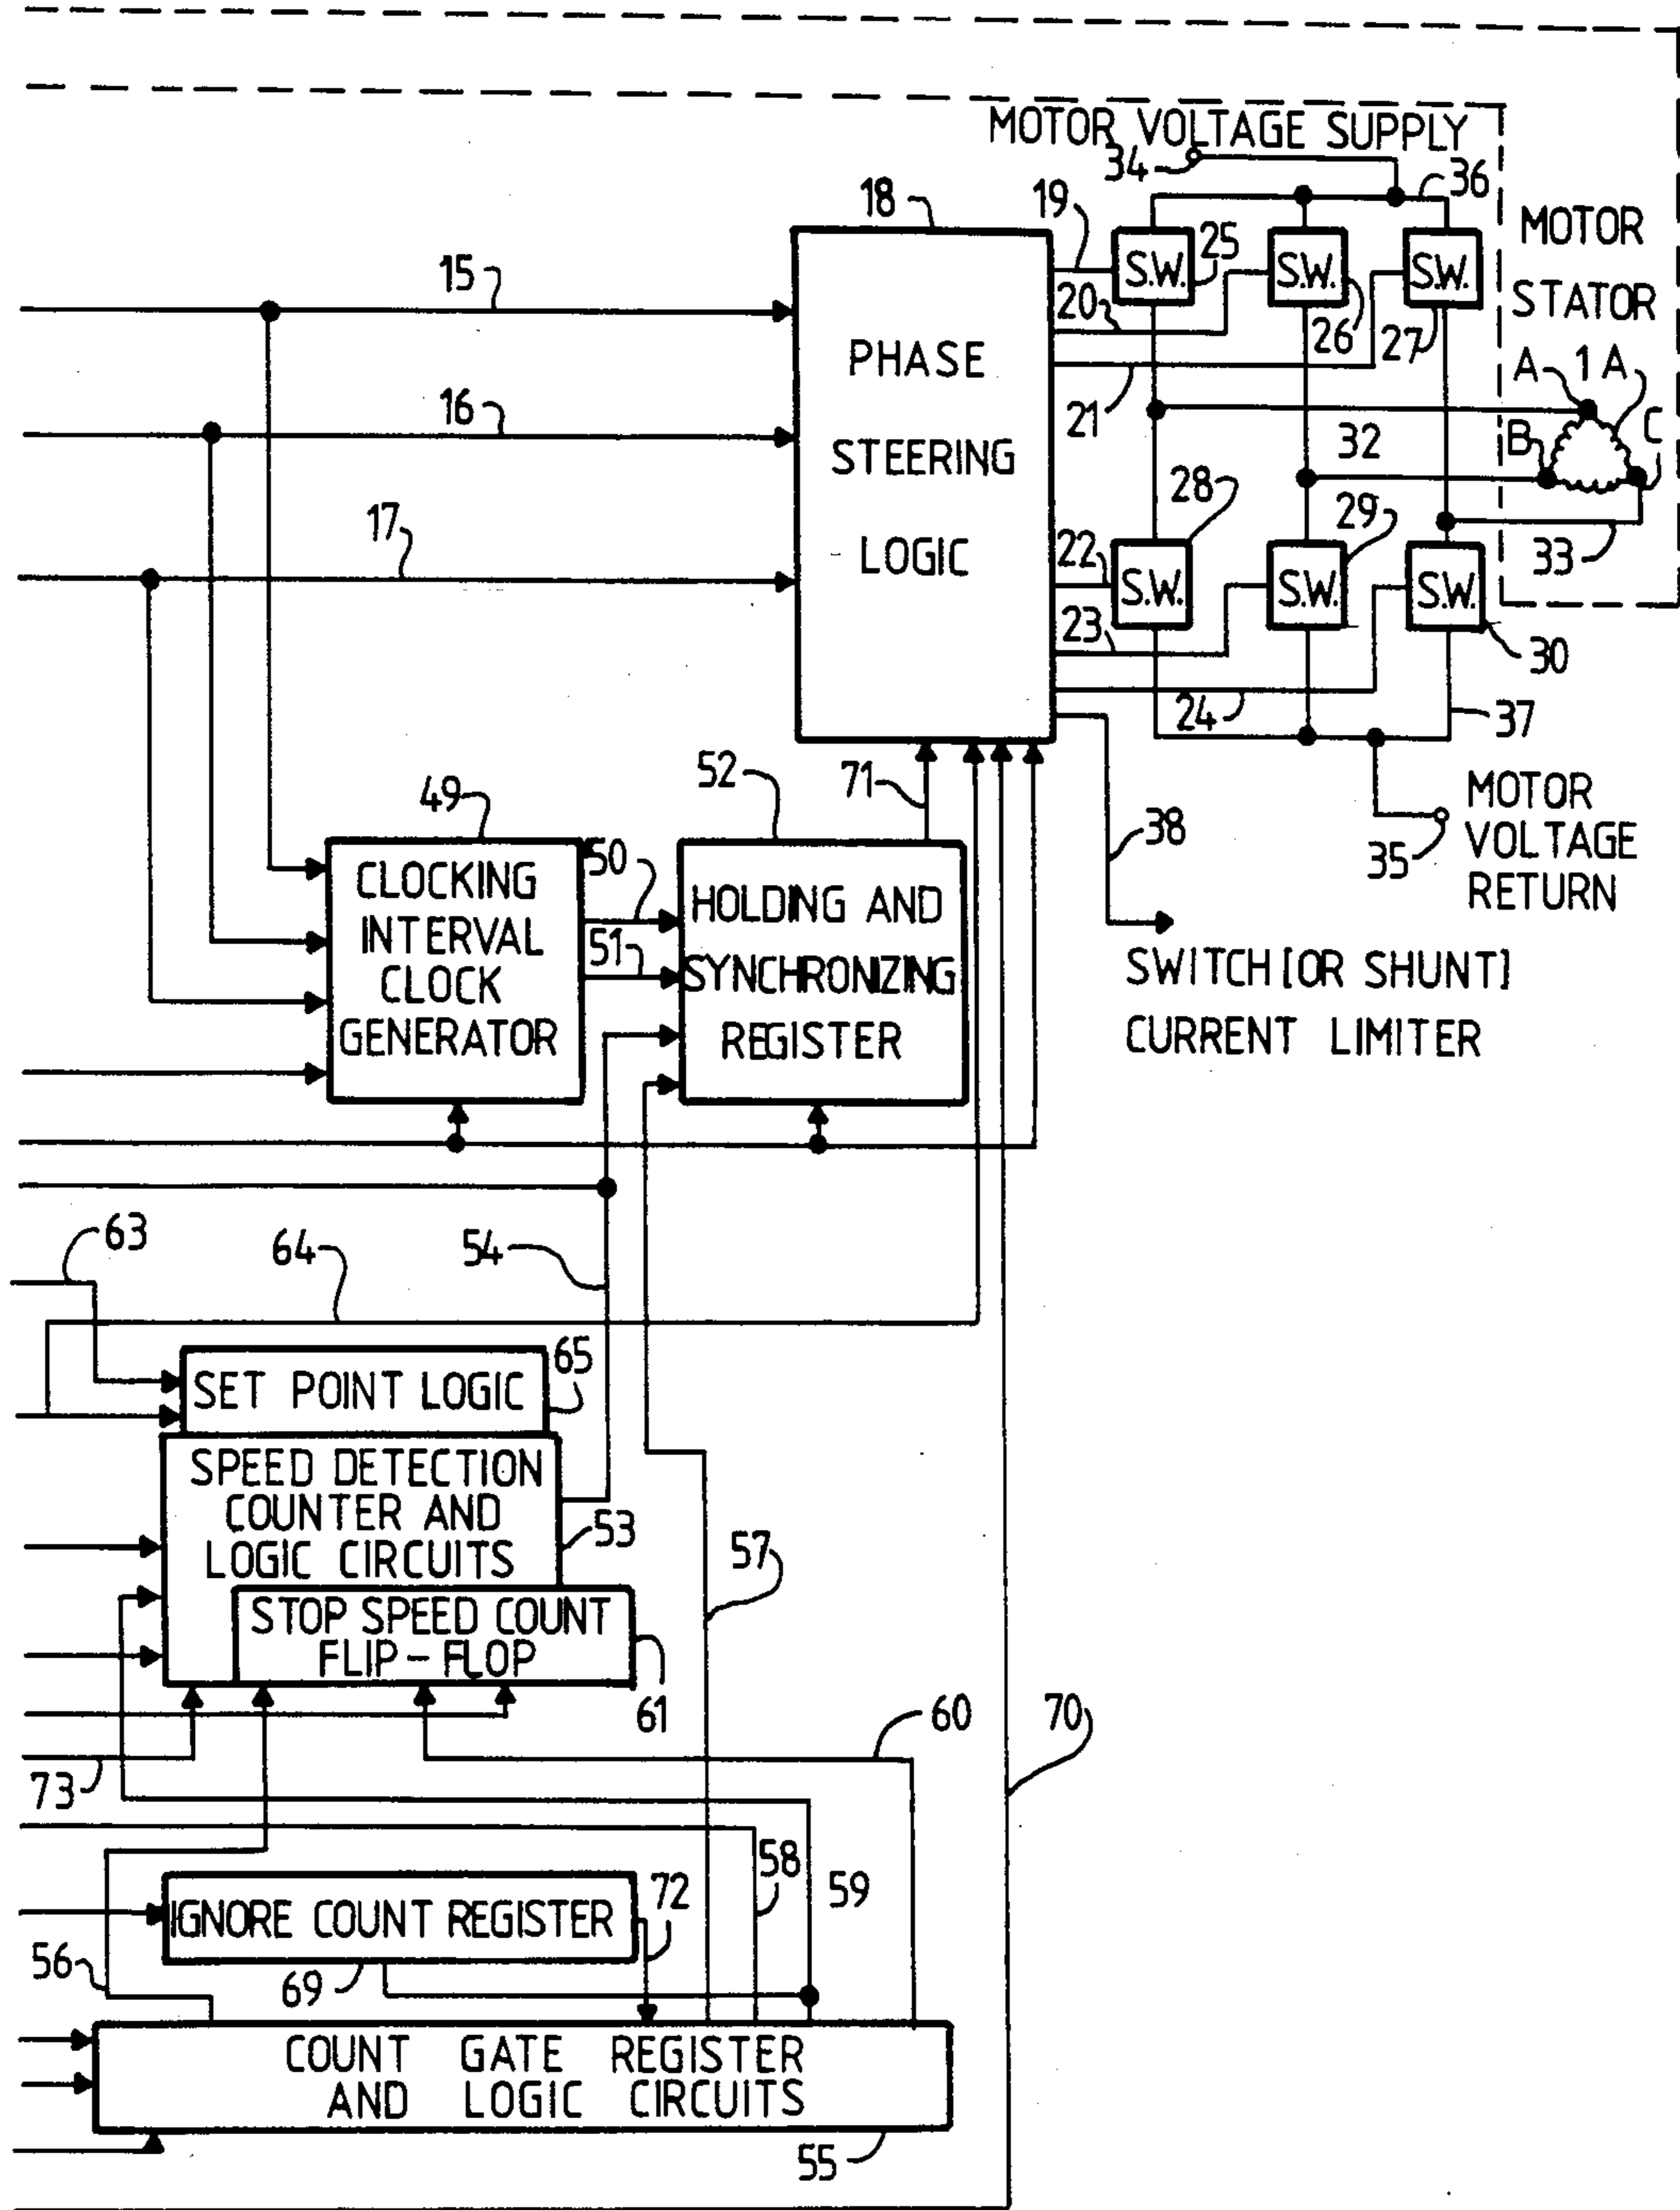 MOTOR VOLTAGE SUPPLY
34
36
18
19
MOTOR
STATOR
S.W.
25
S.W.
S.W.
15
20
26
27
PHASE
STEERING
LOGIC
A
1A
21
16
32
B
C
28
29
17
22
33
S.W.
S.W.
S.W.
23
30
24
37
52
71
49
38
MOTOR
VOLTAGE
RETURN
35
50
CLOCKING
INTERVAL
CLOCK
GENERATOR
51
HOLDING AND
SYNCHRONIZING
REGISTER
SWITCH [OR SHUNT]
CURRENT LIMITER
63
64
54
65
SET POINT LOGIC
SPEED DETECTION
COUNTER AND
LOGIC CIRCUITS
53
57
STOP SPEED COUNT
FLIP-FLOP
61
60
70
73
58
59
72
IGNORE COUNT REGISTER
56
69
COUNT GATE REGISTER
AND LOGIC CIRCUITS
55